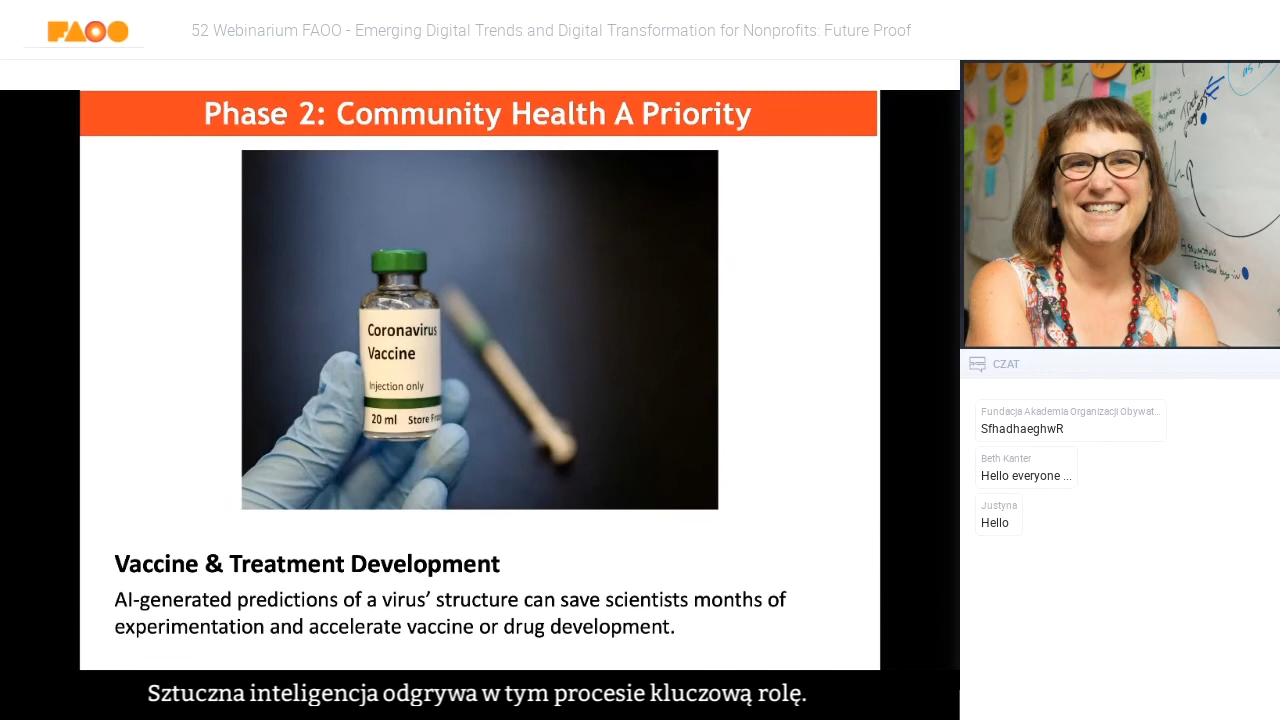 FAOO
52 Webinarium FAOO - Emerging Digital Trends and Digital Transformation for Nonprofits: Future Proof
Phase 2: Community Health A Priority
Coronavirus
Vaccine
Injection only
20 ml Store
Vaccine & Treatment Development
AI-generated predictions of a virus’ structure can save scientists months of
experimentation and accelerate vaccine or drug development.
Sztuczna inteligencja odgrywa w tym procesie kluczową rolę.
CZAT
Fundacja Akademia Organizacji Obywat...
SfhadhaeghwR
Beth Kanter
Hello everyone ...
Justyna
Hello